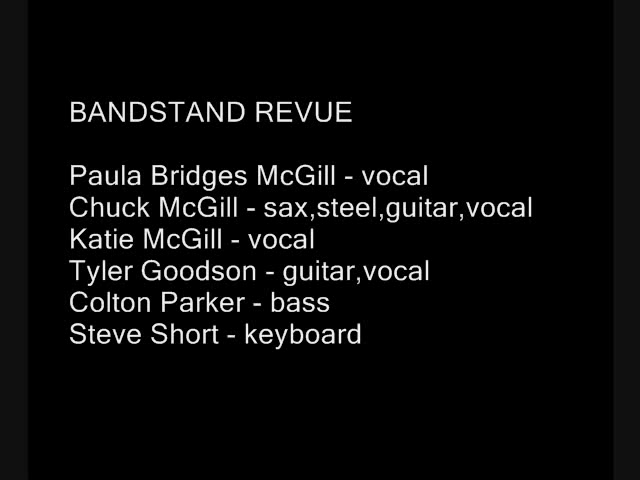 BANDSTAND REVUE
Paula Bridges McGill - vocal
Chuck McGill - sax,steel,guitar,vocal
Katie McGill - vocal
Tyler Goodson - guitar,vocal
Colton Parker - bass
Steve Short - keyboard